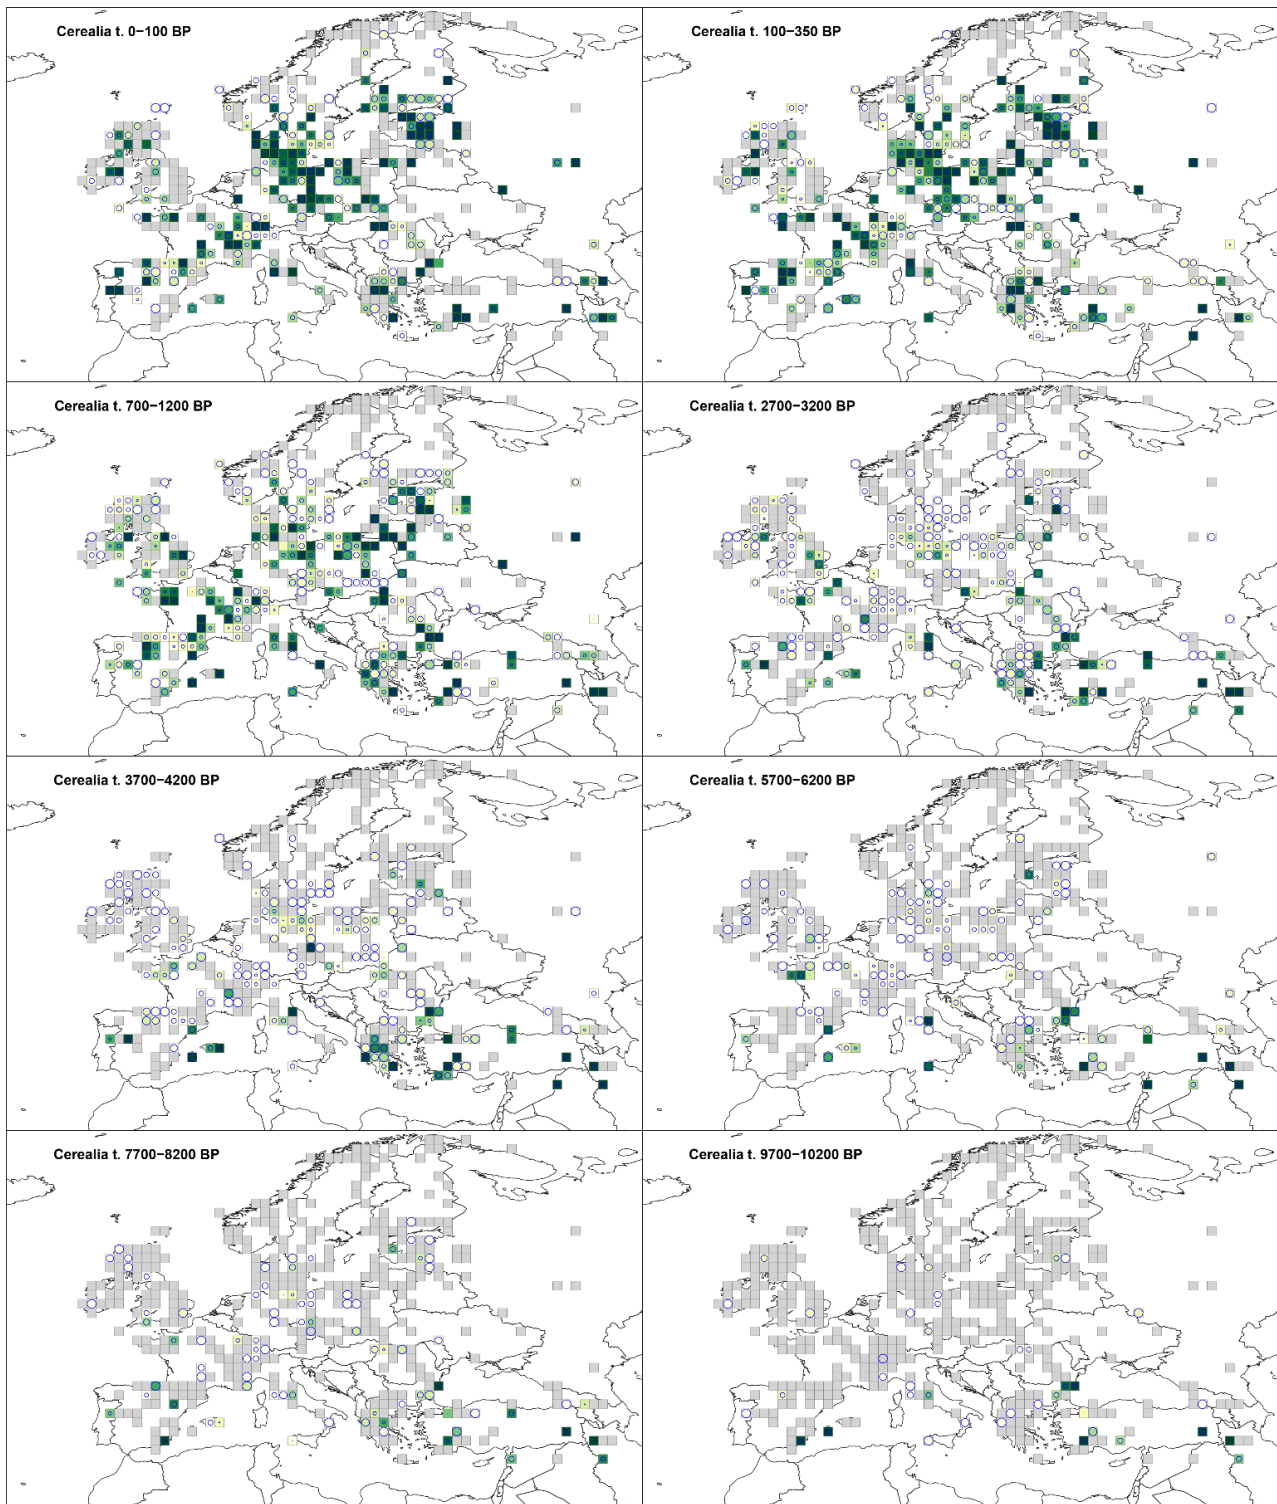 Cerealia t. 0−100 BP
Cerealia t. 100−350 BP
Cerealia t. 700−1200 BP
Cerealia t. 2700−3200 BP
Cerealia t. 3700−4200 BP
Cerealia t. 5700−6200 BP
Cerealia t. 7700−8200 BP
Cerealia t. 9700−10200 BP